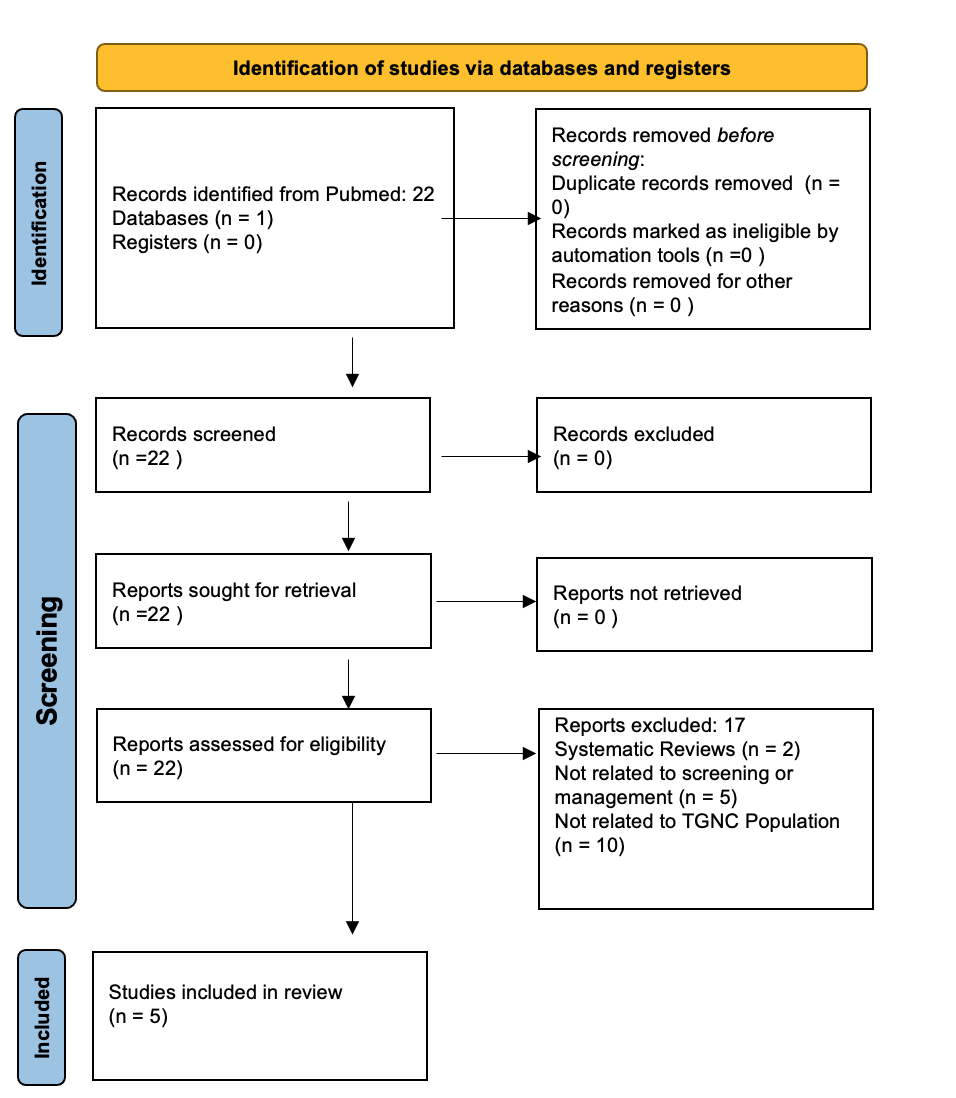 Identification of studies via databases and registers
Identification
Records identified from Pubmed: 22
Databases (n = 1)
Registers (n = 0)
Records removed before
screening:
Duplicate records removed  (n =
0)
Records marked as ineligible by
automation tools (n =0 )
Records removed for other
reasons (n = 0 )
Screening
Records screened
(n =22 )
Records excluded
(n = 0)
Reports sought for retrieval
(n =22 )
Reports not retrieved
(n = 0 )
Reports assessed for eligibility
(n = 22)
Reports excluded: 17
Systematic Reviews (n = 2)
Not related to screening or
management (n = 5)
Not related to TGNC Population
(n = 10)
Included
Studies included in review
(n = 5)